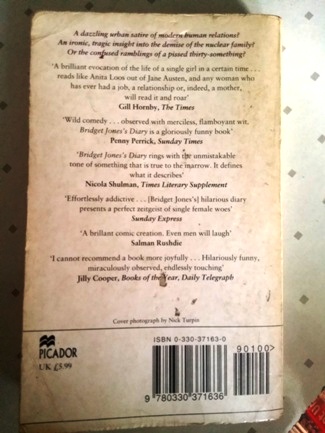 A dazzling urban satire of modern human relations?
An ironic, tragic insight into the demise of the nuclear family?
Or the confused ramblings of a pissed thirty-something?
'A brilliant evocation of the life of a single girl in a certain time . . .
reads like Anita Loos out of Jane Austen, and any woman
who has ever had a job, a relationship or, indeed, a mother,
will read it and roar'
Gill Hornby, The Times
'Wild comedy . . . observed with merciless, flamboyant wit.
Bridget Jones's Diary is a gloriously funny book'
Penny Perrick, Sunday Times
'Bridget Jones's Diary rings with the unmistakable
tone of something that is true to the marrow. It defines
what it describes'
Nicola Shulman, Times Literary Supplement
'Effortlessly addictive . . . [Bridget Jones's] hilarious diary
presents a perfect zeitgeist of single female woes'
Sunday Express
'A brilliant comic creation. Even men will laugh'
Salman Rushdie
'I cannot recommend a book more joyfully . . . Hilariously funny,
miraculously observed, endlessly touching'
Jilly Cooper, Books of the Year, Daily Telegraph
Cover photograph by Nick Turpin
PICADOR
UK £5.99
ISBN 0-330-37163-0
90100>
9 780330 371636